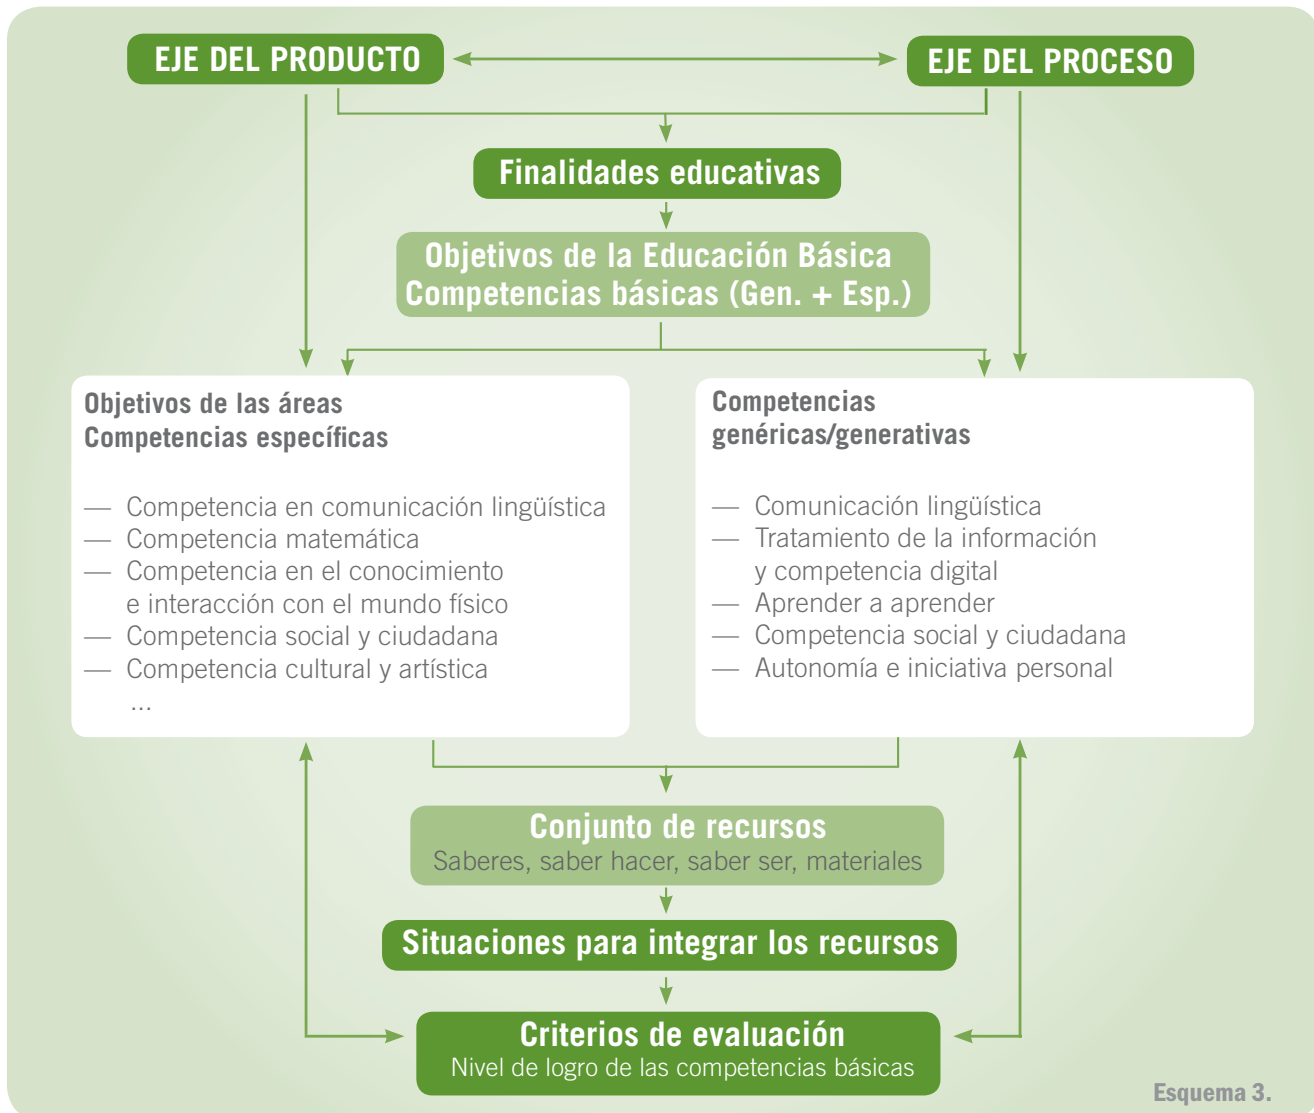 EJE DEL PRODUCTO
EJE DEL PROCESO
Finalidades educativas
Objetivos de la Educación Básica
Competencias básicas (Gen. + Esp.)
Objetivos de las áreas
Competencias específicas
— Competencia en comunicación lingüística
— Competencia matemática
— Competencia en el conocimiento
e interacción con el mundo físico
— Competencia social y ciudadana
— Competencia cultural y artística
...
Competencias
genéricas/generativas
— Comunicación lingüística
— Tratamiento de la información
y competencia digital
— Aprender a aprender
— Competencia social y ciudadana
— Autonomía e iniciativa personal
Conjunto de recursos
Saberes, saber hacer, saber ser, materiales
Situaciones para integrar los recursos
Criterios de evaluación
Nivel de logro de las competencias básicas
Esquema 3.